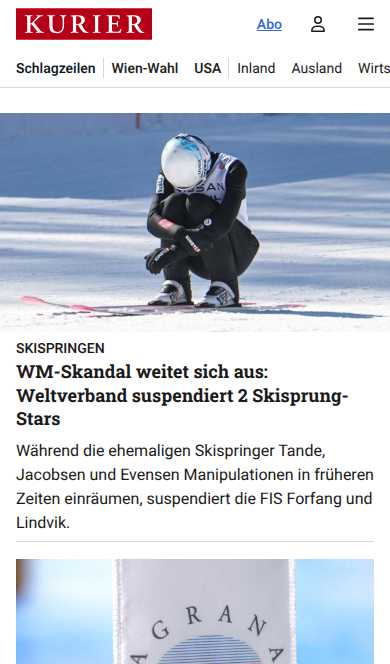 KURIER
Abo
Schlagzeilen
Wien-Wahl
USA
Inland
Ausland
Wirts
SKISPRINGEN
WM-Skandal weitet sich aus:
Weltverband suspendiert 2 Skisprung-
Stars
Während die ehemaligen Skispringer Tande,
Jacobsen und Evensen Manipulationen in früheren
Zeiten einräumen, suspendiert die FIS Forfang und
Lindvik.
AGRANA